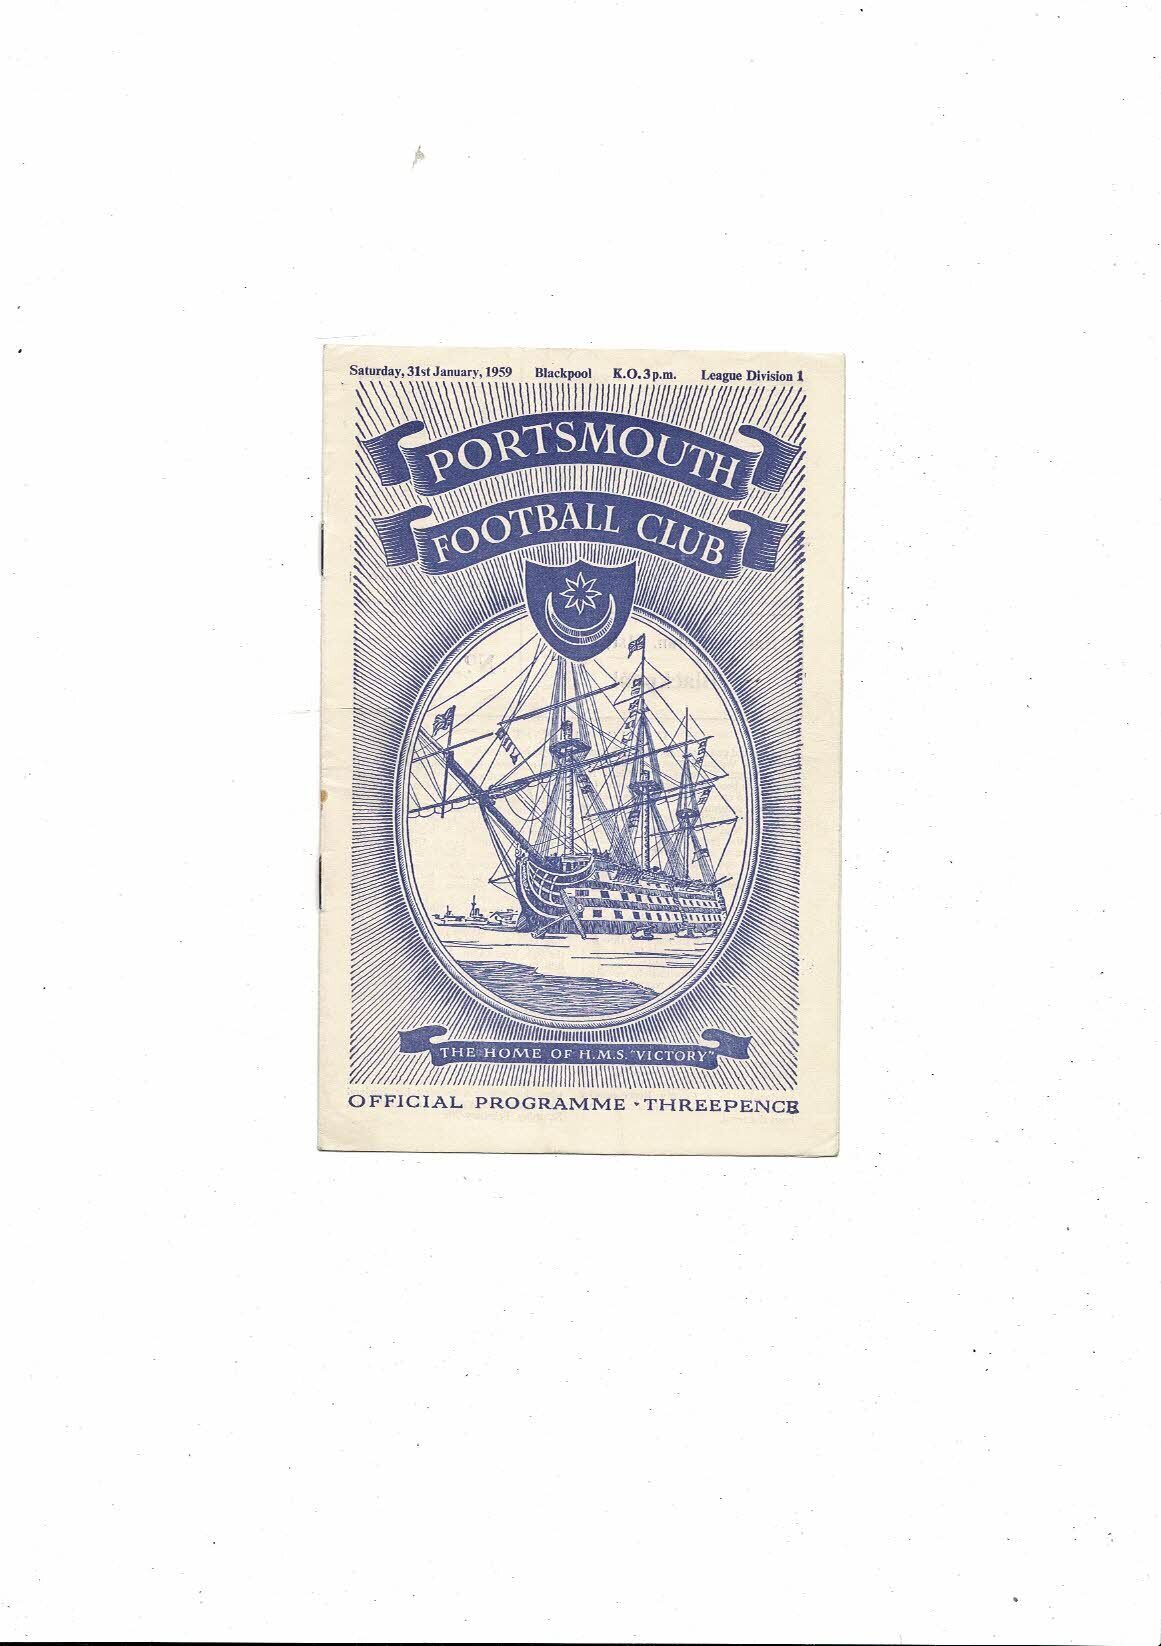 Saturday, 31st January, 1959 Blackpool K.O. 3 p.m. League Division 1
PORTSMOUTH
FOOTBALL CLUB
THE HOME OF H.M.S. "VICTORY"
OFFICIAL PROGRAMME · THREEPENCE